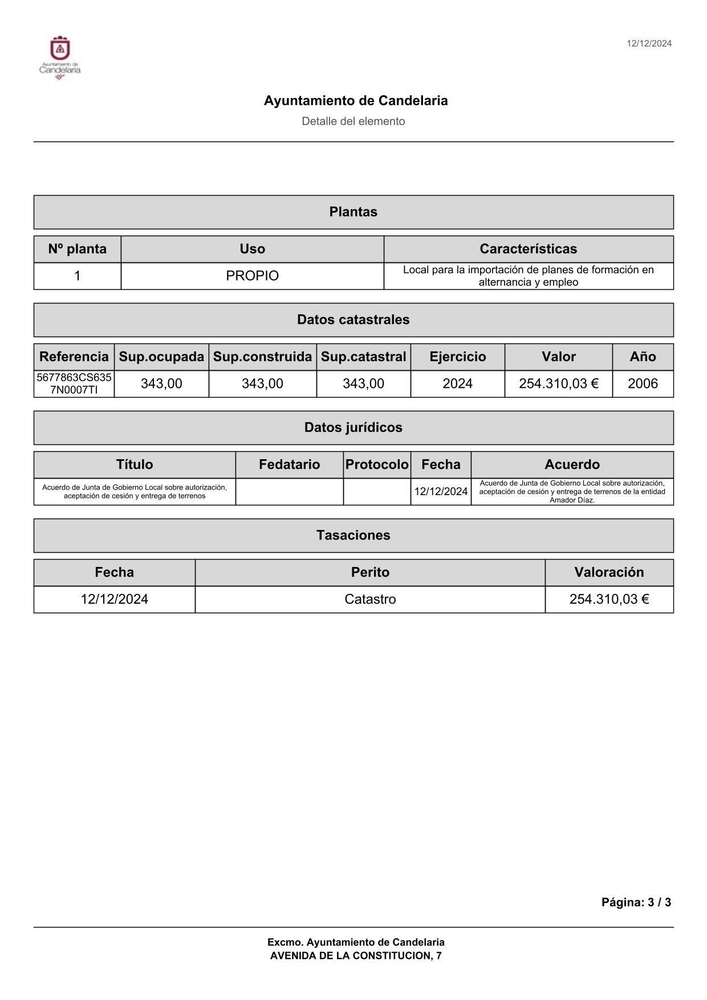 12/12/2024
Ayuntamiento de
Candelaria
Ayuntamiento de Candelaria
Detalle del elemento
Plantas
Nº planta Uso Características
1 PROPIO Local para la importación de planes de formación en
alternancia y empleo
Datos catastrales
Referencia Sup.ocupada Sup.construida Sup.catastral Ejercicio Valor Año
5677863CS635
7N0007TI 343,00 343,00 343,00 2024 254.310,03 € 2006
Datos jurídicos
Título Fedatario Protocolo Fecha Acuerdo
Acuerdo de Junta de Gobierno Local sobre autorización,
aceptación de cesión y entrega de terrenos
12/12/2024
Acuerdo de Junta de Gobierno Local sobre autorización,
aceptación de cesión y entrega de terrenos de la entidad
Amador Díaz.
Tasaciones
Fecha Perito Valoración
12/12/2024 Catastro 254.310,03 €
Página: 3 / 3
Excmo. Ayuntamiento de Candelaria
AVENIDA DE LA CONSTITUCION, 7